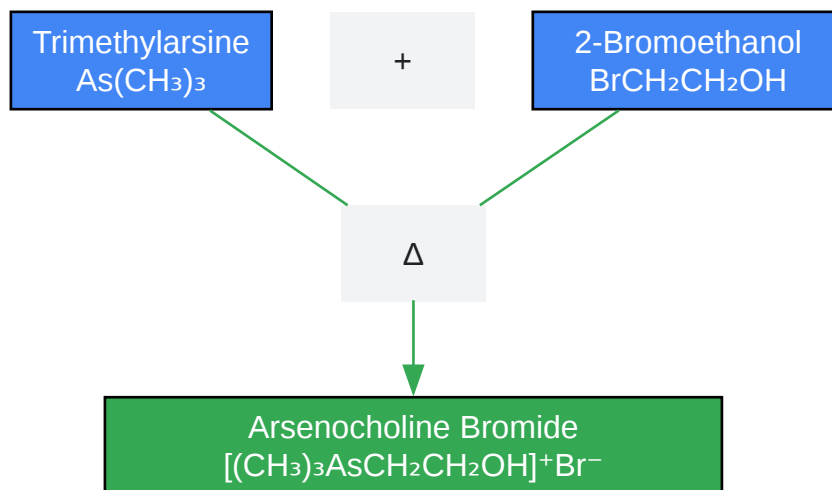 Trimethylarsine
As(CH₃)₃
+
2-Bromoethanol
BrCH₂CH₂OH
Δ
Arsenocholine Bromide
[(CH₃)₃AsCH₂CH₂OH]⁺Br⁻